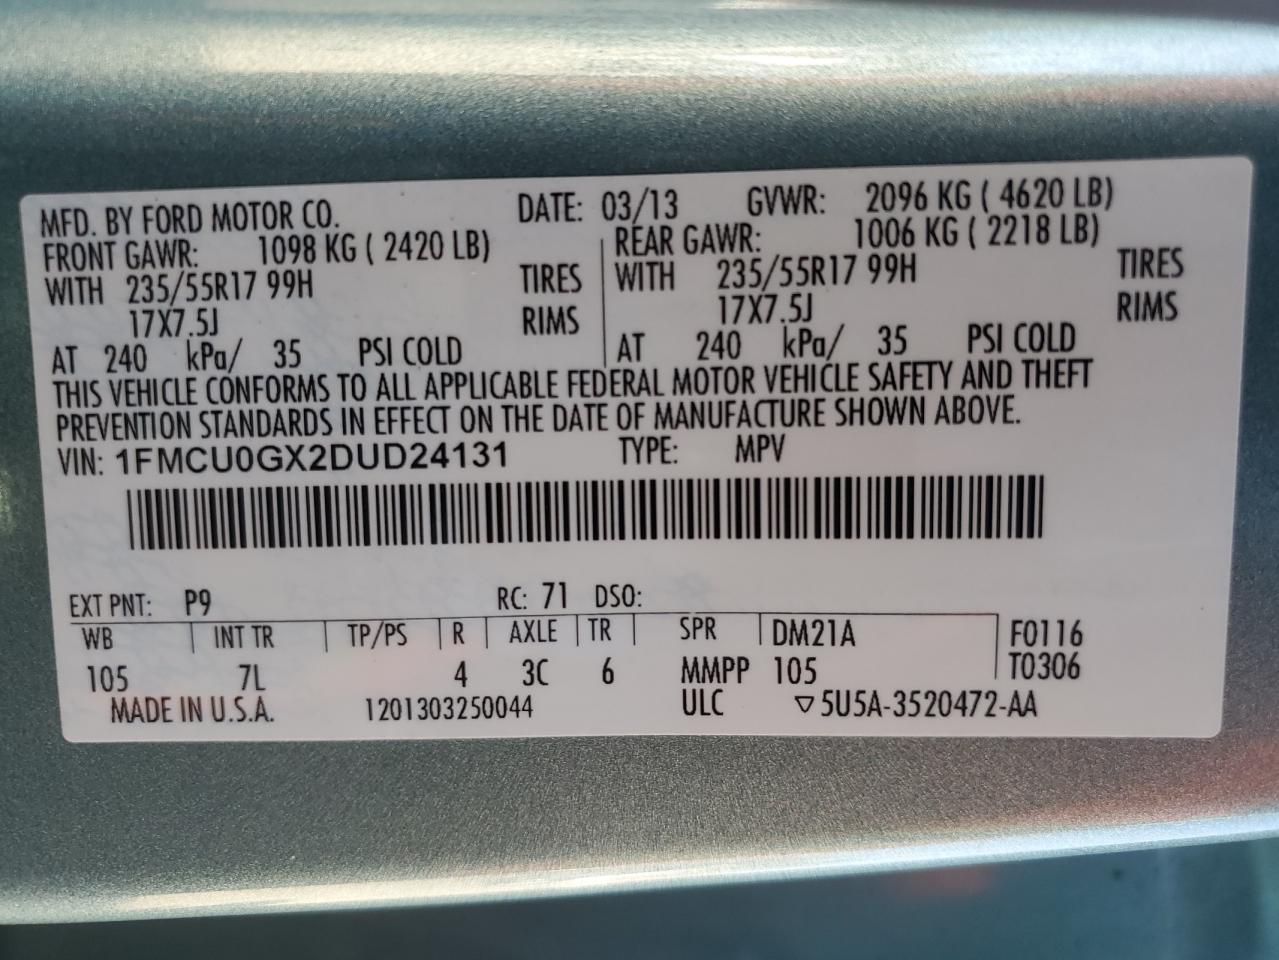 MFD. BY FORD MOTOR CO. DATE: 03/13 GVWR: 2096 KG ( 4620 LB)
FRONT GAWR: 1098 KG ( 2420 LB) REAR GAWR: 1006 KG ( 2218 LB)
WITH 235/55R17 99H TIRES WITH 235/55R17 99H TIRES
17X7.5J RIMS 17X7.5J RIMS
AT 240 kPa/ 35 PSI COLD AT 240 kPa/ 35 PSI COLD
THIS VEHICLE CONFORMS TO ALL APPLICABLE FEDERAL MOTOR VEHICLE SAFETY AND THEFT
PREVENTION STANDARDS IN EFFECT ON THE DATE OF MANUFACTURE SHOWN ABOVE.
VIN: 1FMCU0GX2DUD24131 TYPE: MPV
EXT PNT: P9 RC: 71 DSO:
WB INT TR TP/PS R AXLE TR SPR DM21A F0116
105 7L 4 3C 6 MMPP 105 T0306
MADE IN U.S.A. 1201303250044 ULC ▽5U5A-3520472-AA